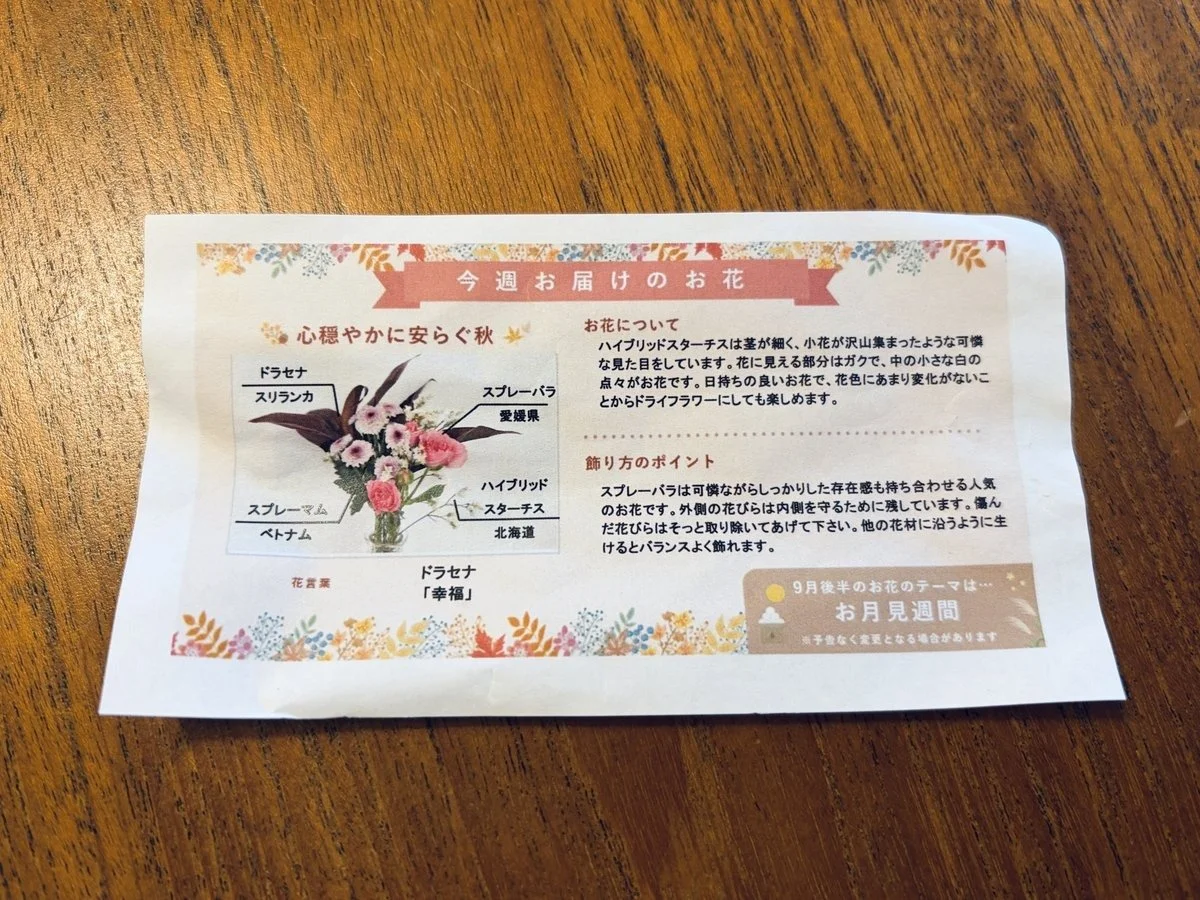 今週お届けのお花
心穏やかに安らぐ秋
ドラセナ
スリランカ
スプレーバラ
愛媛県
スプレーマム
ベトナム
ハイブリッド
スターチス
北海道
花言葉
ドラセナ
「幸福」
お花について
ハイブリッドスターチスは茎が細く、小花が沢山集まったような可憐
な見た目をしています。花に見える部分はガクで、中の小さな白の
点々がお花です。日持ちの良いお花で、花色にあまり変化がないこ
とからドライフラワーにしても楽しめます。
飾り方のポイント
スプレーバラは可憐ながらしっかりした存在感も持ち合わせる人気
のお花です。外側の花びらは内側を守るために残しています。傷ん
だ花びらはそっと取り除いてあげて下さい。他の花材に沿うように生
けるとバランスよく飾れます。
9月後半のお花のテーマは…
お月見週間
※予告なく変更となる場合があります